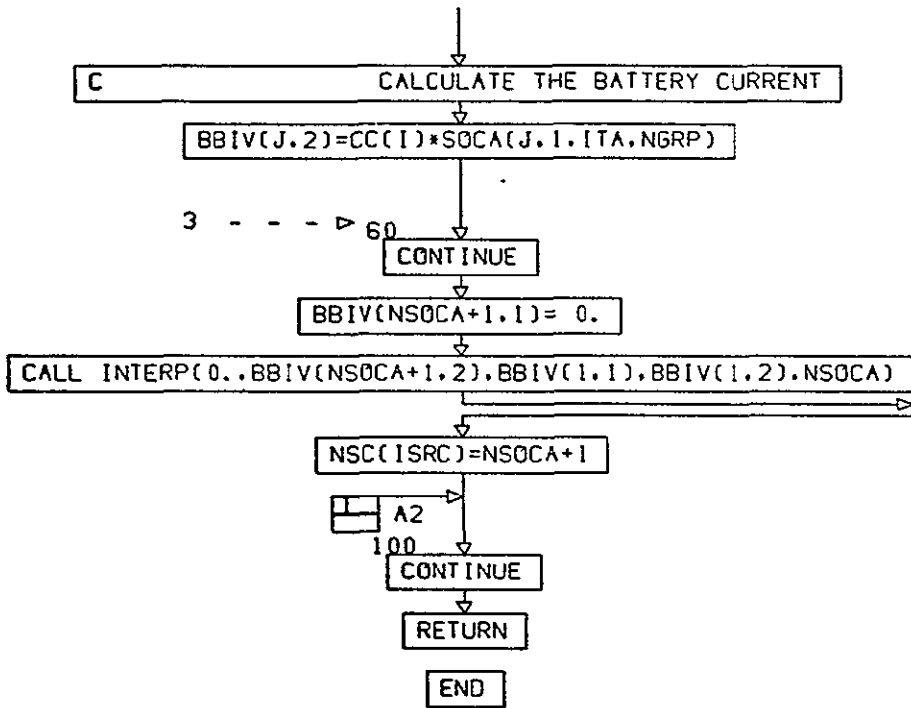 C CALCULATE THE BATTERY CURRENT
BBIV(J,2)=CC(I)*SOCA(J,1,ITA,NGRP)
3 - - - 60
CONTINUE
BBIV(NSOCA+1,1)= 0.
CALL INTERP(0.,BBIV(NSOCA+1,2),BBIV(1,1),BBIV(1,2),NSOCA)
NSC(ISRC)=NSOCA+1
A2
100
CONTINUE
RETURN
END